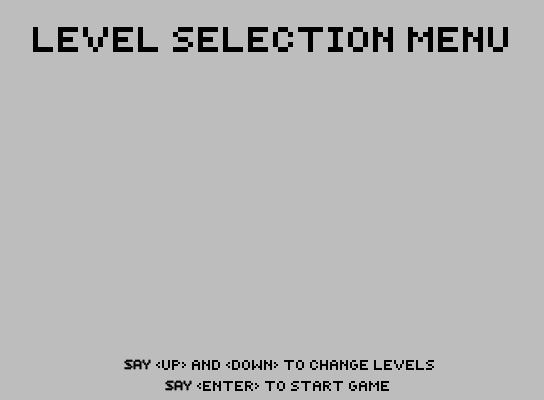 LEVEL SELECTION MENU
SAY <UP> AND <DOWN> TO CHANGE LEVELS
SAY <ENTER> TO START GAME